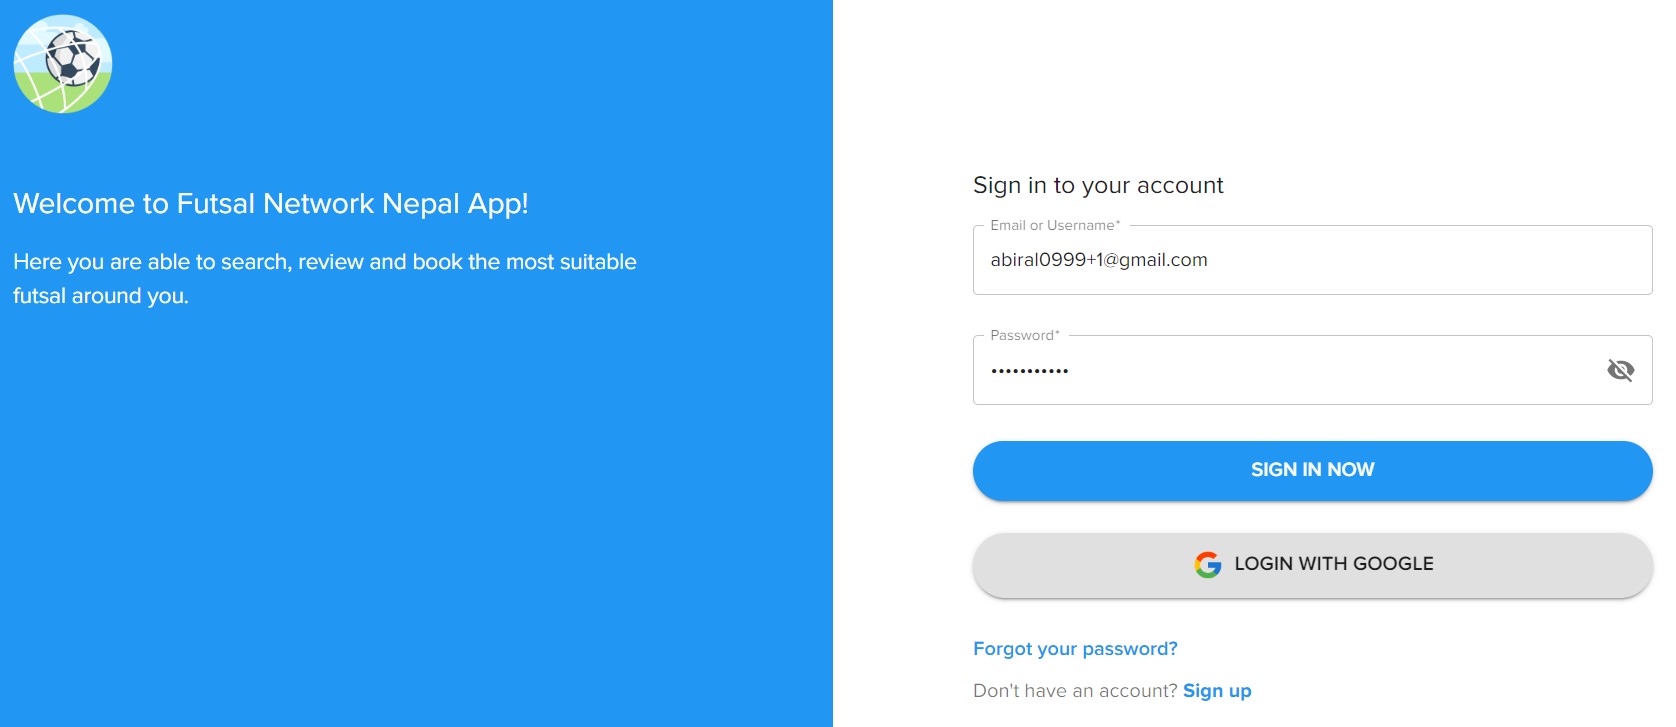 Welcome to Futsal Network Nepal App!
Here you are able to search, review and book the most suitable
futsal around you.
Sign in to your account
Email or Username*
abiral0999+1@gmail.com
Password*
•••••••••••
SIGN IN NOW
LOGIN WITH GOOGLE
Forgot your password?
Don't have an account? Sign up